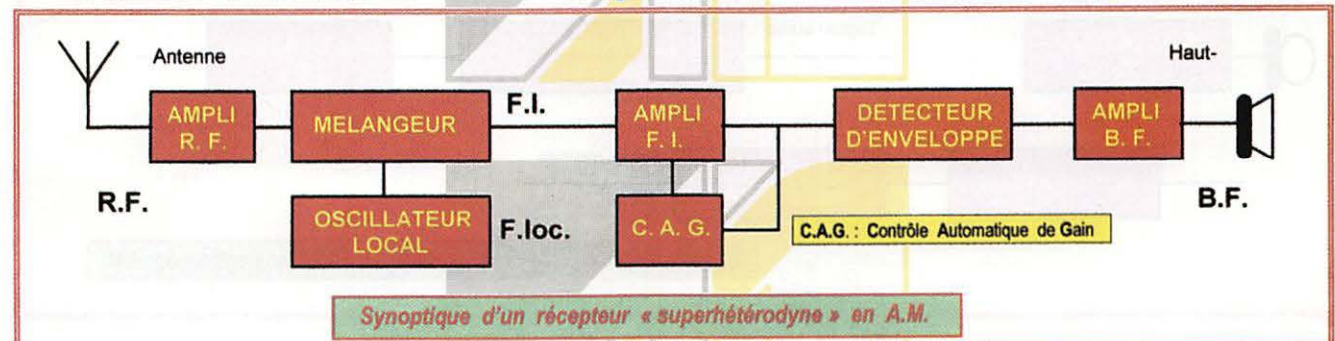 Antenne
Haut-
AMPLI
R. F.
MELANGEUR
F.I.
AMPLI
F. I.
DETECTEUR
D'ENVELOPPE
AMPLI
B. F.
R.F.
OSCILLATEUR
LOCAL
F.loc.
C. A. G.
C.A.G. : Contrôle Automatique de Gain
B.F.
Synoptique d'un récepteur « superhétérodyne » en A.M.